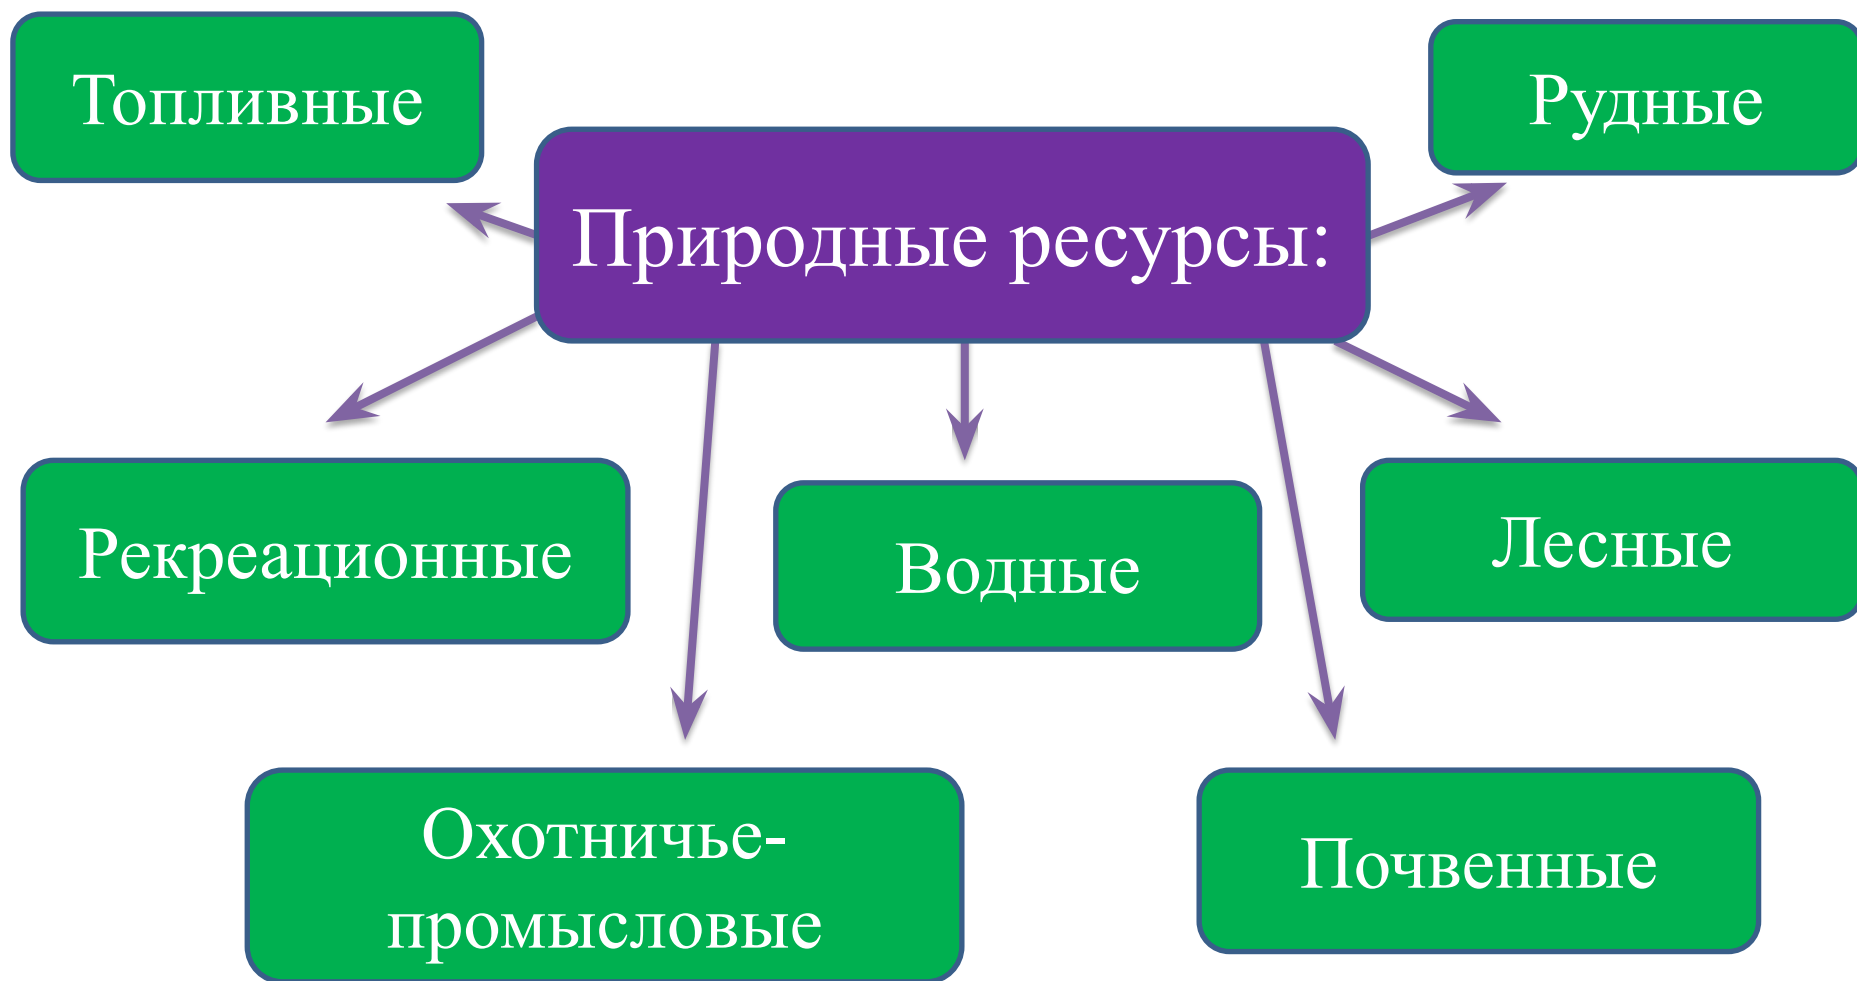 Топливные
Рудные
Природные ресурсы:
Рекреационные
Водные
Лесные
Охотничье-
промысловые
Почвенные